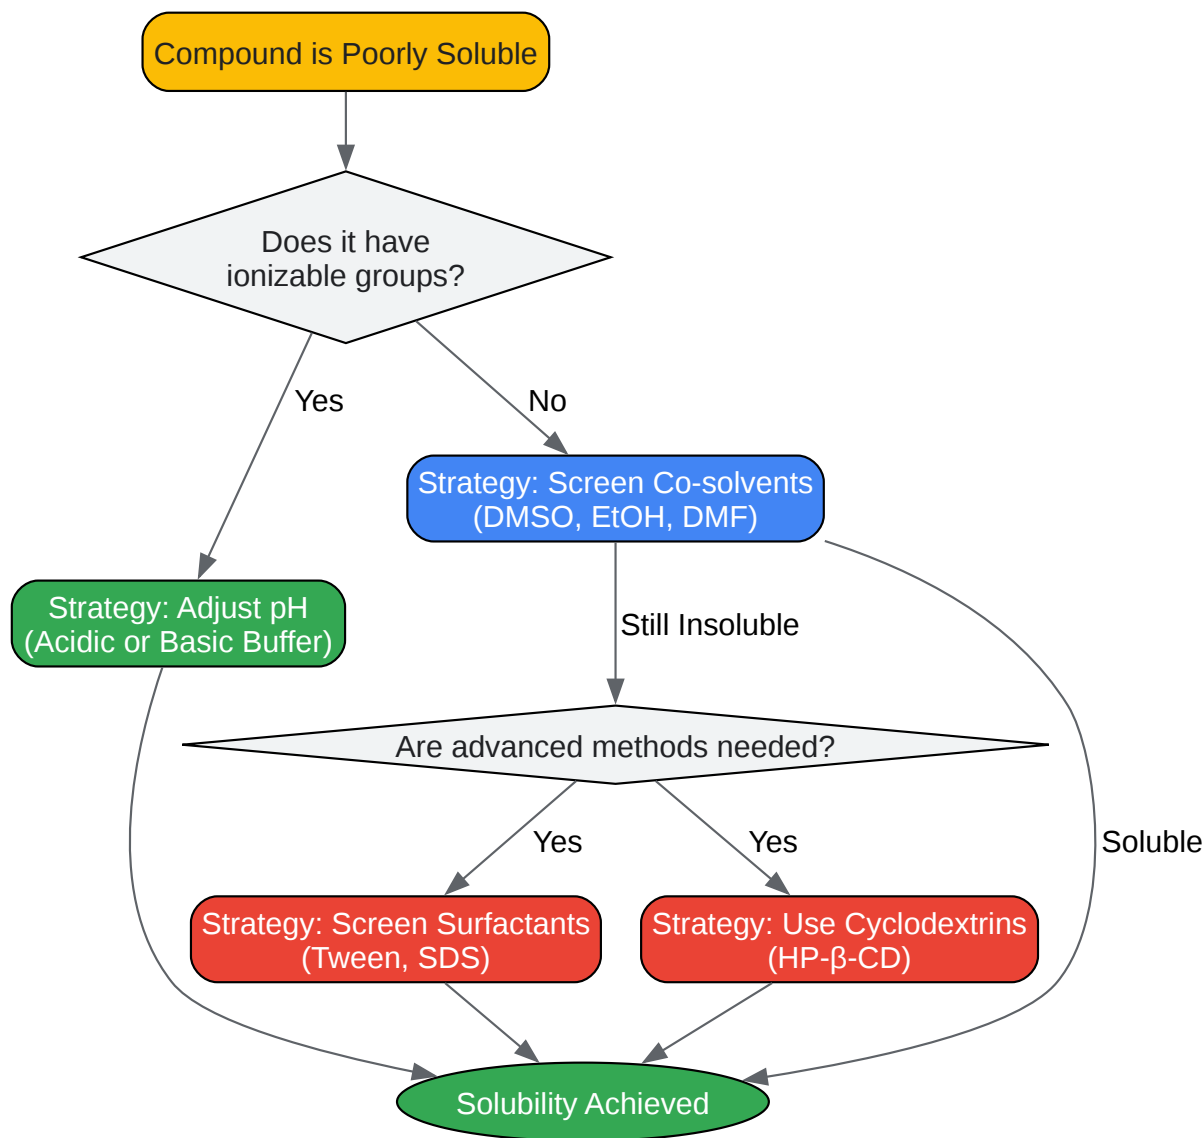 Compound is Poorly Soluble
Does it have
ionizable groups?
Yes
No
Strategy: Screen Co-solvents
(DMSO, EtOH, DMF)
Strategy: Adjust pH
(Acidic or Basic Buffer)
Still Insoluble
Are advanced methods needed?
Yes
Yes
Soluble
Strategy: Screen Surfactants
(Tween, SDS)
Strategy: Use Cyclodextrins
(HP-β-CD)
Solubility Achieved